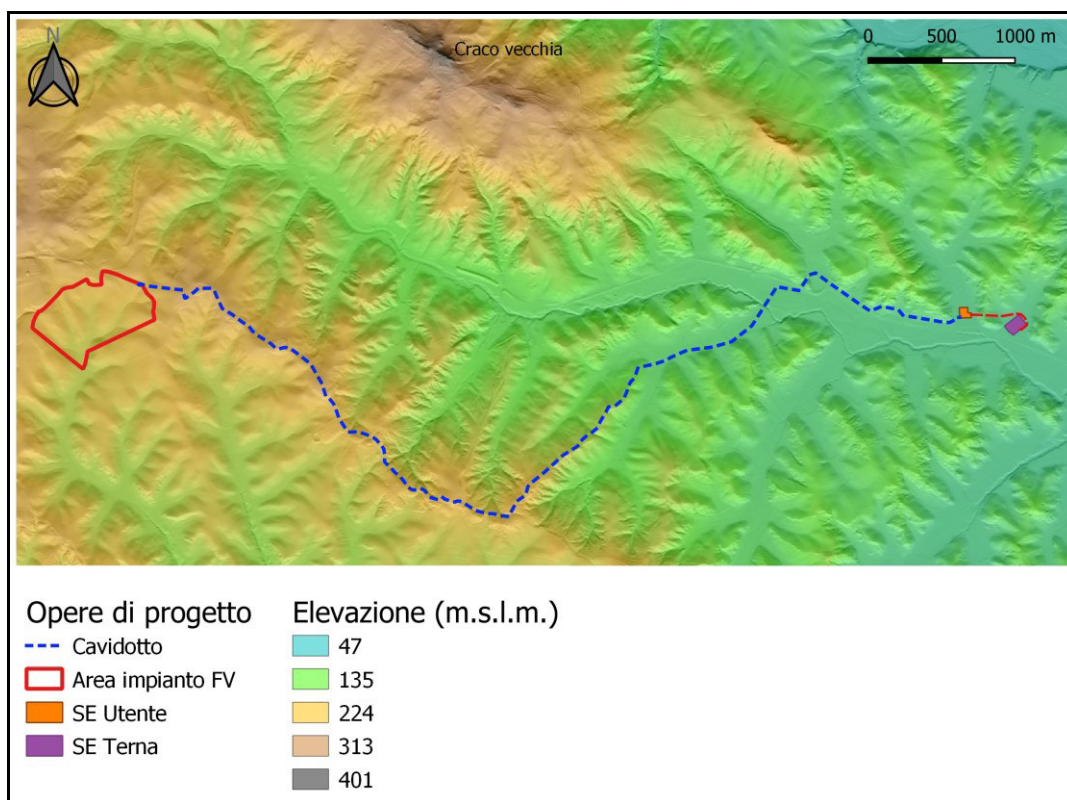 N
Craco vecchia
0 500 1000 m
Opere di progetto
Cavidotto
Area impianto FV
SE Utente
SE Terna
Elevazione (m.s.l.m.)
47
135
224
313
401